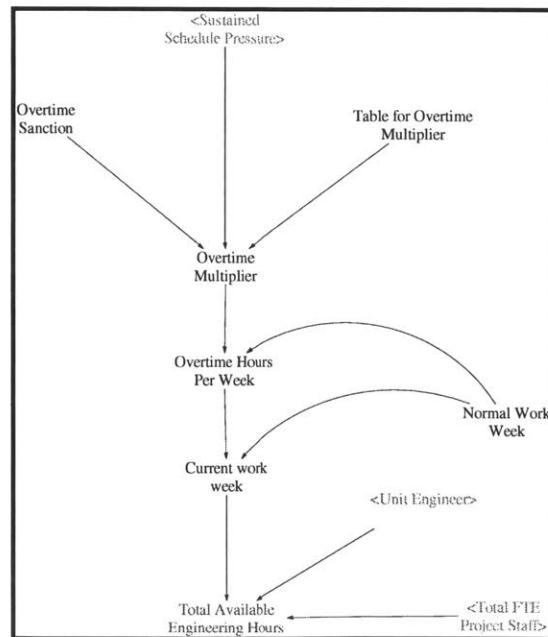 <Sustained
Schedule Pressure>
Overtime
Sanction
Table for Overtime
Multiplier
Overtime
Multiplier
Overtime Hours
Per Week
Normal Work
Week
Current work
week
<Unit Engineer>
Total Available
Engineering Hours
<Total FTE
Project Staff>